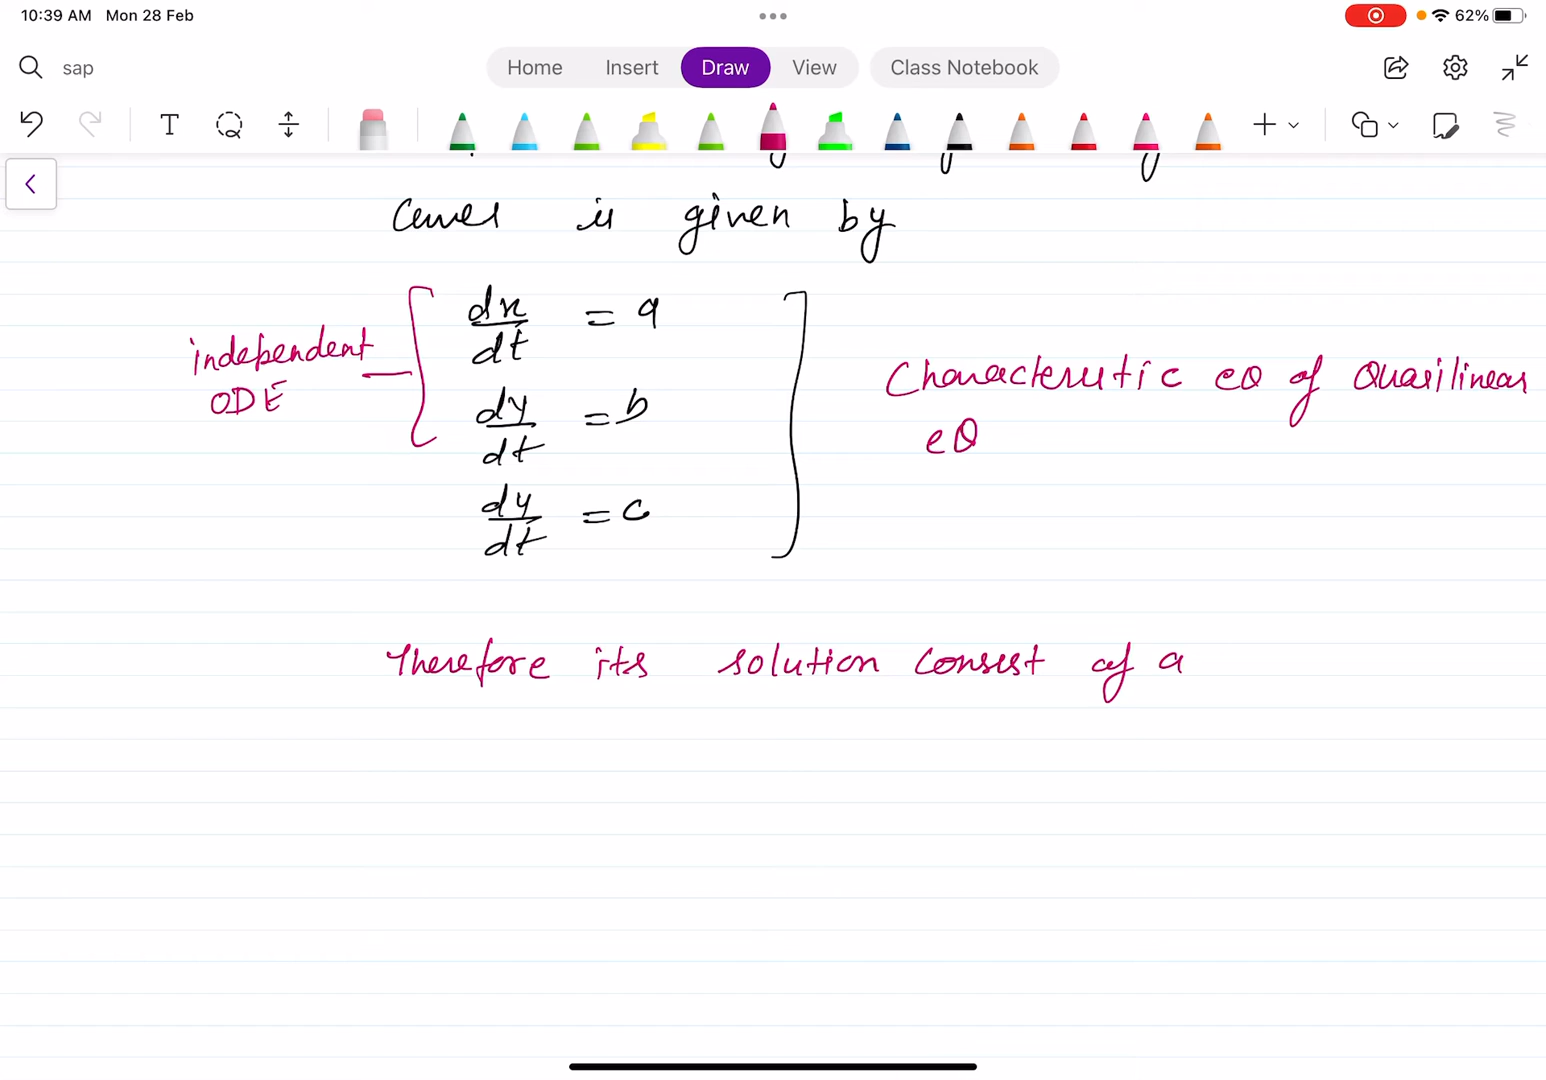 10:39 AM Mon 28 Feb
62%
sap
Home Insert Draw View Class Notebook
T
is given by
dx/dt = a
independent ODE
dy/dt = b
Characteristic eq of Quasilinear
eq
dy/dt = c
Therefore its solution consist of a